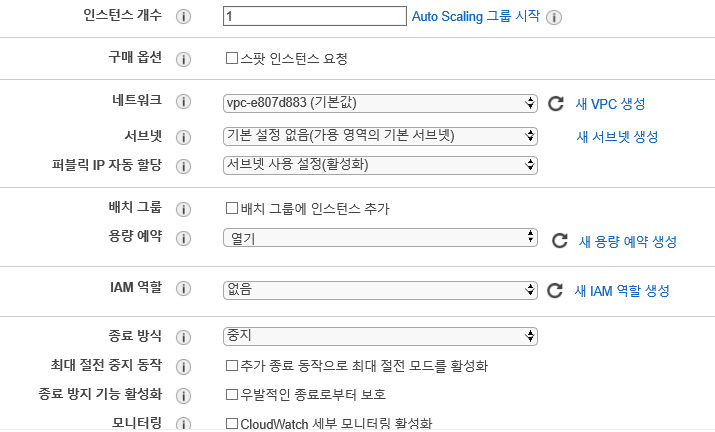 인스턴스 개수 1 Auto Scaling 그룹 시작
구매 옵션 스팟 인스턴스 요청
네트워크 vpc-e807d883 (기본값) 새 VPC 생성
서브넷 기본 설정 없음(가용 영역의 기본 서브넷) 새 서브넷 생성
퍼블릭 IP 자동 할당 서브넷 사용 설정(활성화)
배치 그룹 배치 그룹에 인스턴스 추가
용량 예약 열기 새 용량 예약 생성
IAM 역할 없음 새 IAM 역할 생성
종료 방식 중지
최대 절전 중지 동작 추가 종료 동작으로 최대 절전 모드를 활성화
종료 방지 기능 활성화 우발적인 종료로부터 보호
모니터링 CloudWatch 세부 모니터링 활성화